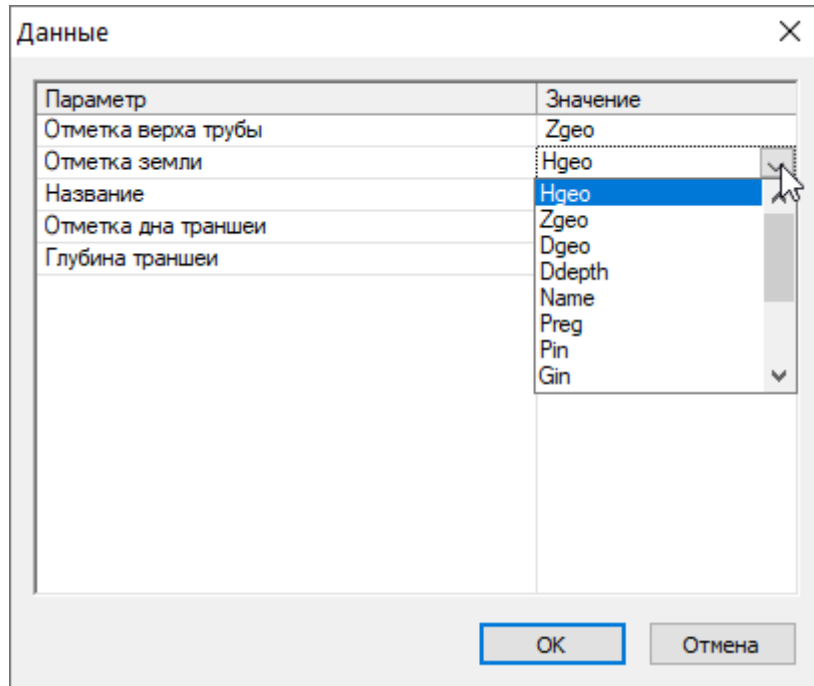 Данные
Параметр Значение
Отметка верха трубы Zgeo
Отметка земли Hgeo
Название Hgeo
Отметка дна траншеи Zgeo
Dgeo
Глубина траншеи Ddepth
Name
Preg
Pin
Gin
OK Отмена